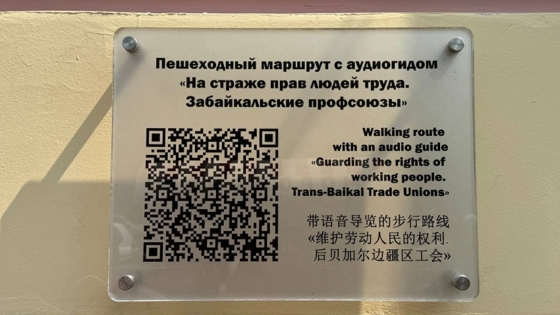 Пешеходный маршрут с аудиогидом
«На страже прав людей труда.
Забайкальские профсоюзы»
Walking route
with an audio guide
«Guarding the rights of
working people.
Trans-Baikal Trade Unions»
带语音导览的步行路线
«维护劳动人民的权利.
后贝加尔边疆区工会»